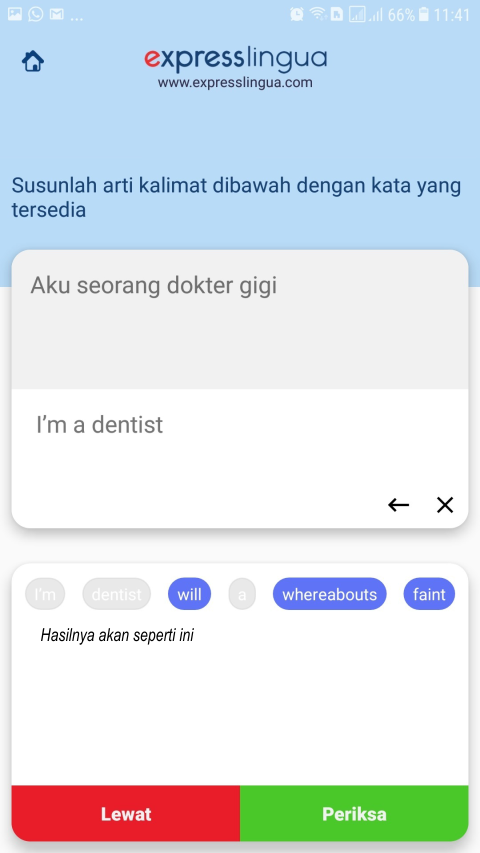 ... 66% 11:41
expresslingua
www.expresslingua.com
Susunlah arti kalimat dibawah dengan kata yang
tersedia
Aku seorang dokter gigi
I’m a dentist
I’m dentist will a whereabouts faint
Hasilnya akan seperti ini
Lewat Periksa